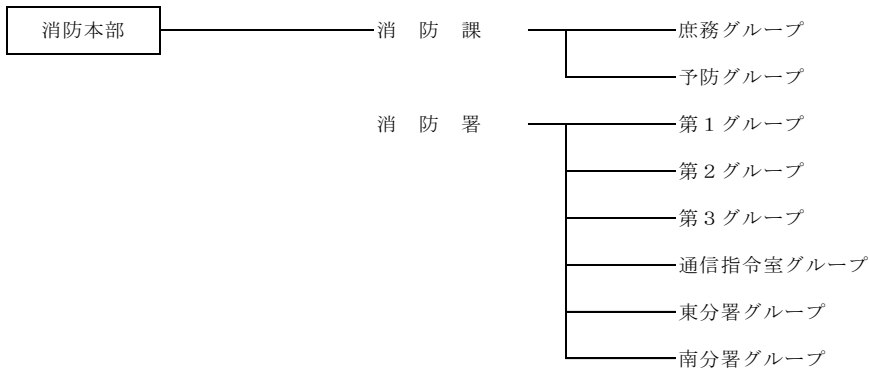 消防本部 消防課 庶務グループ
予防グループ
消防署 第１グループ
第２グループ
第３グループ
通信指令室グループ
東分署グループ
南分署グループ